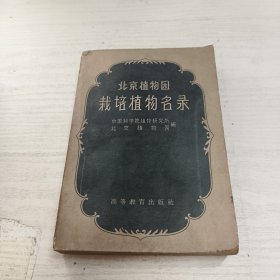 北京植物园
栽培植物名录
中国科学院植物研究所
北京植物园 编
高等教育出版社